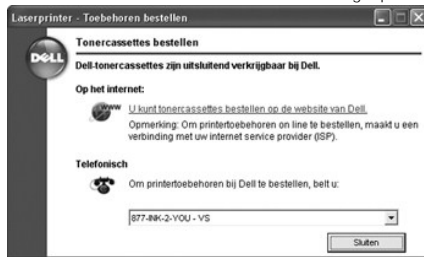 Laserprinter - Toebehoren bestellen
DELL
Tonercassettes bestellen
Dell-tonercassettes zijn uitsluitend verkrijgbaar bij Dell.
Op het internet:
www
U kunt tonercassettes bestellen op de website van Dell.
Opmerking: Om printertoebehoren on line te bestellen, maakt u een
verbinding met uw internet service provider (ISP).
Telefonisch
Om printertoebehoren bij Dell te bestellen, belt u:
877-INK-2-YOU - VS
Sluiten